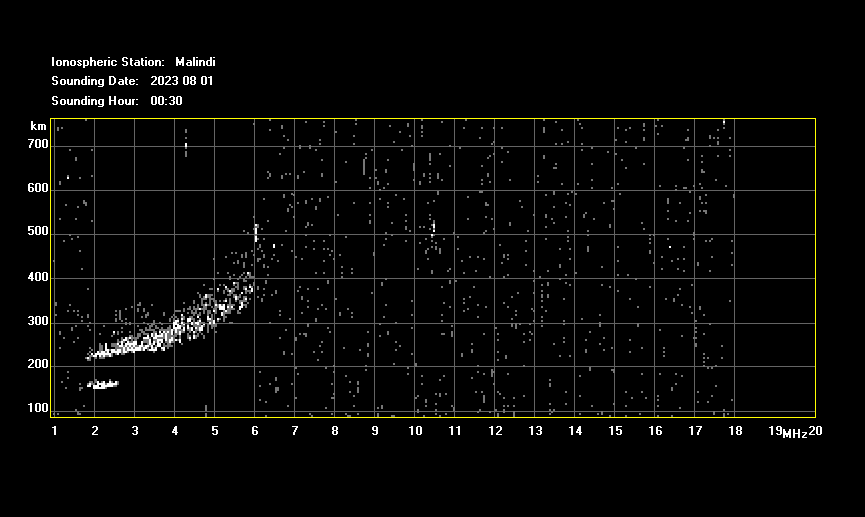 Ionospheric Station: Malindi
Sounding Date: 2023 08 01
Sounding Hour: 00:30
km
700
600
500
400
300
200
100
1 2 3 4 5 6 7 8 9 10 11 12 13 14 15 16 17 18 19 MHz 20